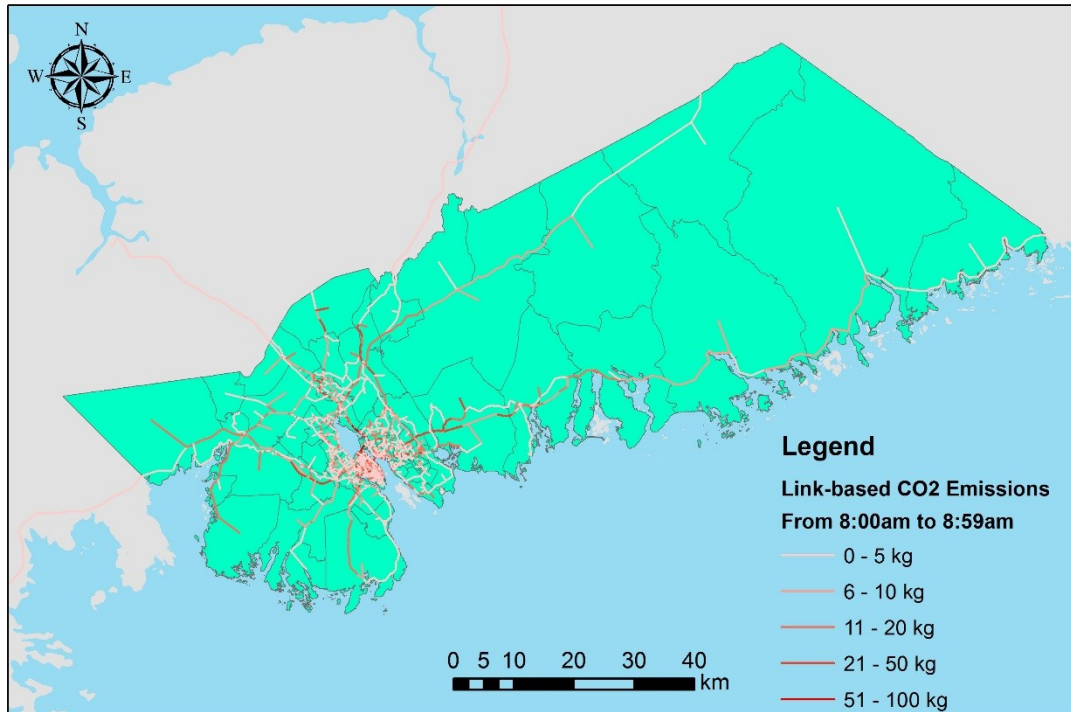 N
W E
S
Legend
Link-based CO2 Emissions
From 8:00am to 8:59am
0 - 5 kg
6 - 10 kg
11 - 20 kg
21 - 50 kg
51 - 100 kg
0 5 10 20 30 40
km